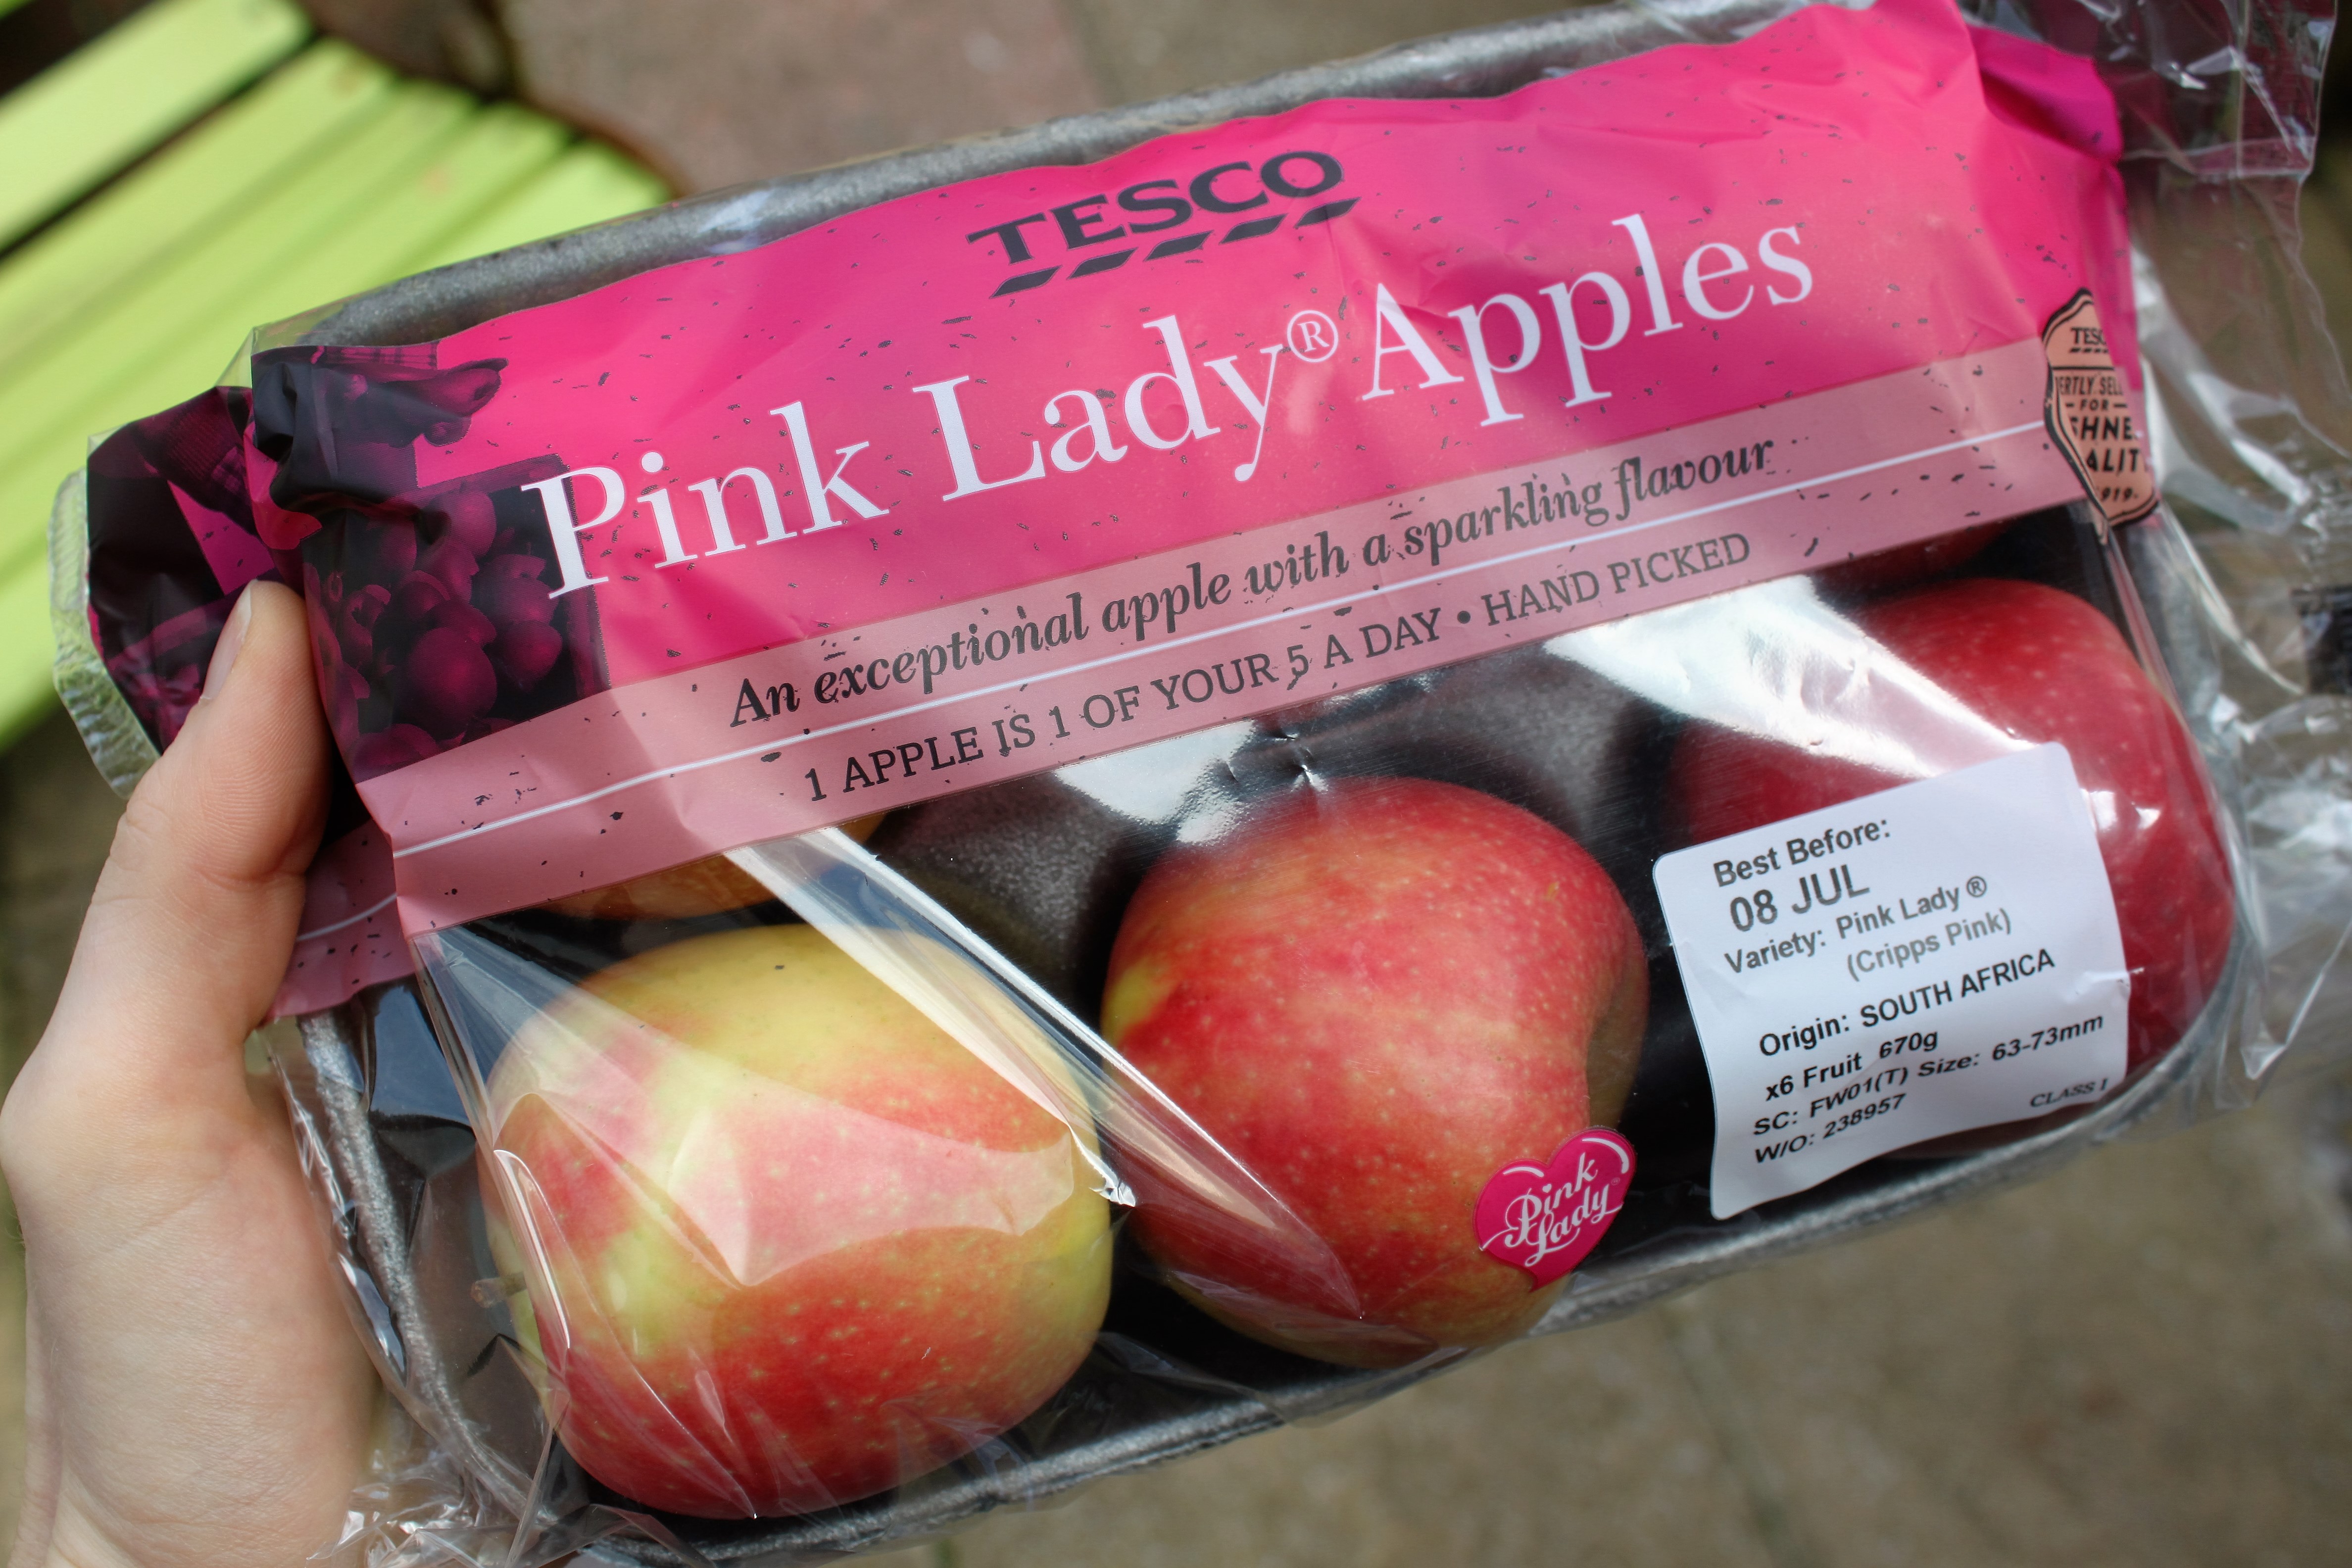 TESCO
Pink Lady® Apples
An exceptional apple with a sparkling flavour
1 APPLE IS 1 OF YOUR 5 A DAY • HAND PICKED
FOR
Best Before:
08 JUL
Variety: Pink Lady ®
(Cripps Pink)
Origin: SOUTH AFRICA
x6 Fruit 670g
SC: FW01(T) Size: 63-73mm
W/O: 238957
CLASS I
Pink
Lady